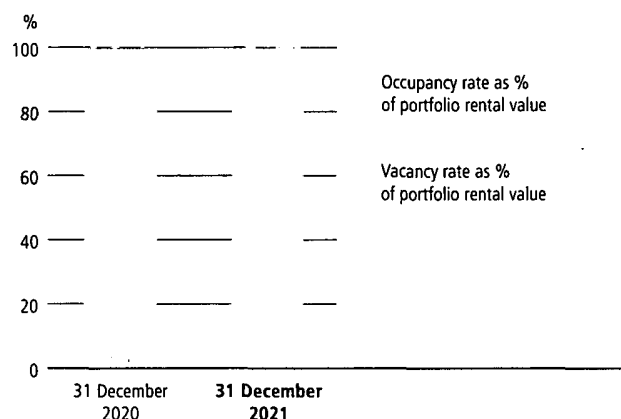 %
100
80
60
40
20
0
Occupancy rate as %
of portfolio rental value
Vacancy rate as %
of portfolio rental value
31 December
2020
31 December
2021